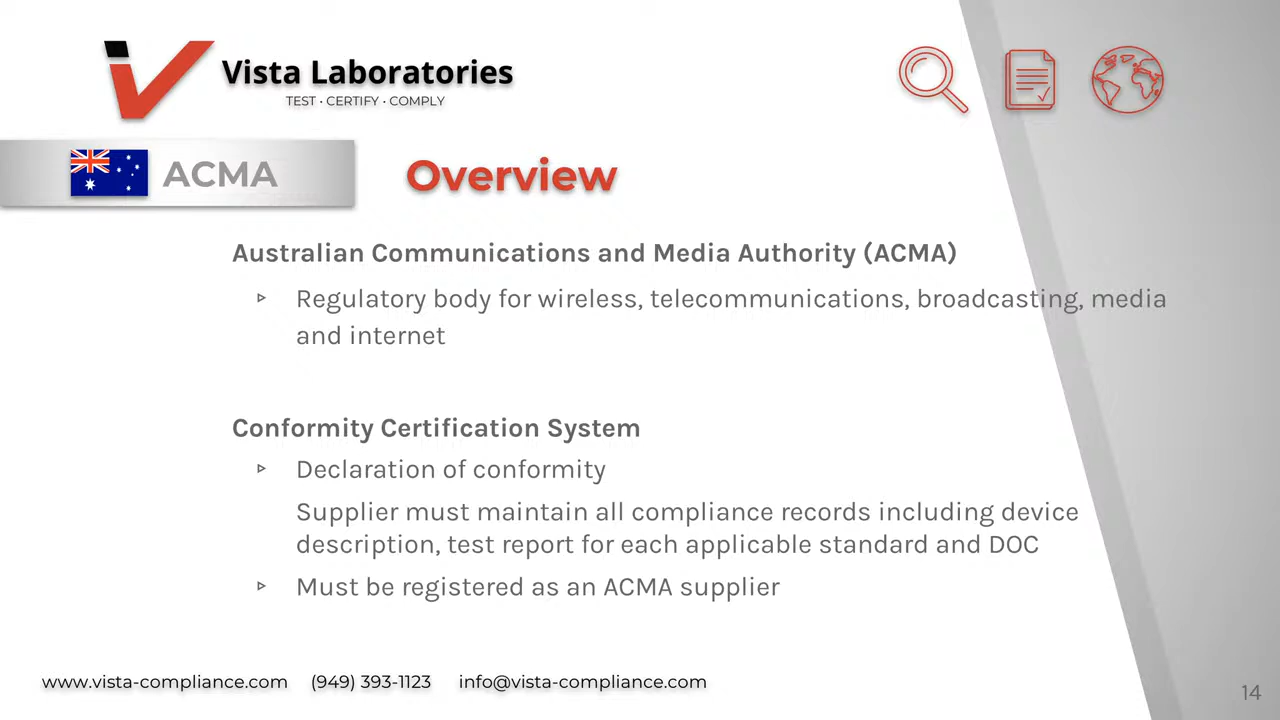 Vista Laboratories
TEST · CERTIFY · COMPLY
ACMA
Overview
Australian Communications and Media Authority (ACMA)
Regulatory body for wireless, telecommunications, broadcasting, media
and internet
Conformity Certification System
Declaration of conformity
Supplier must maintain all compliance records including device
description, test report for each applicable standard and DOC
Must be registered as an ACMA supplier
www.vista-compliance.com (949) 393-1123 info@vista-compliance.com
14